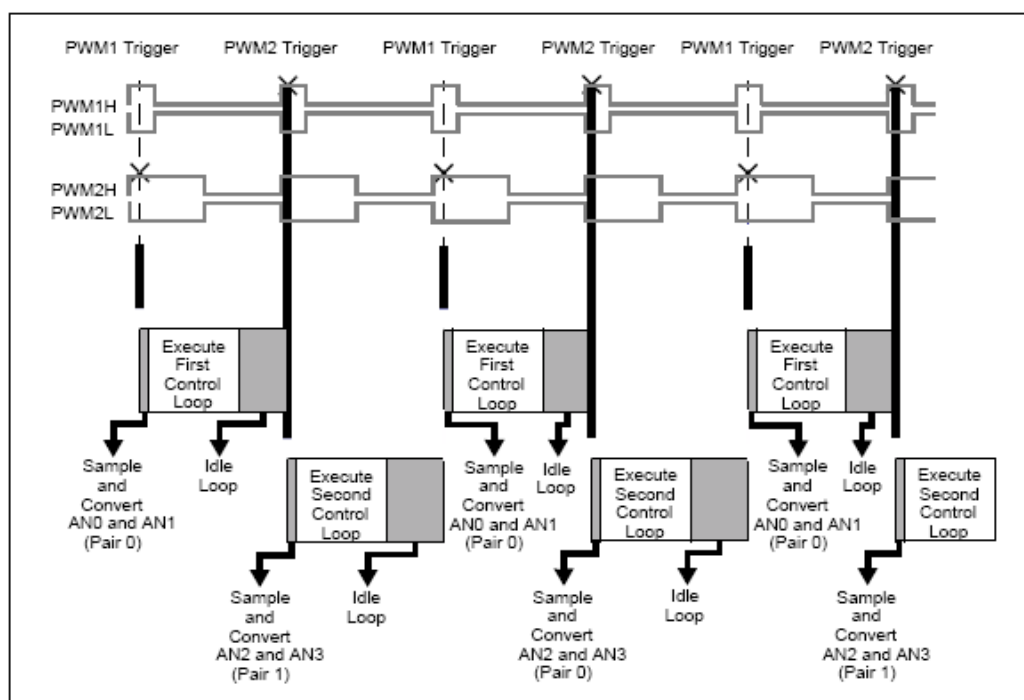 PWM1 Trigger
PWM2 Trigger
PWM1 Trigger
PWM2 Trigger
PWM1 Trigger
PWM2 Trigger
PWM1H
PWM1L
PWM2H
PWM2L
Execute
First
Control
Loop
Execute
First
Control
Loop
Execute
First
Control
Loop
Sample
and
Convert
AN0 and AN1
(Pair 0)
Idle
Loop
Sample
and
Convert
AN0 and AN1
(Pair 0)
Idle
Loop
Sample
and
Convert
AN0 and AN1
(Pair 0)
Idle
Loop
Execute
Second
Control
Loop
Execute
Second
Control
Loop
Execute
Second
Control
Loop
Sample
and
Convert
AN2 and AN3
(Pair 1)
Idle
Loop
Sample
and
Convert
AN2 and AN3
(Pair 0)
Idle
Loop
Sample
and
Convert
AN2 and AN3
(Pair 1)